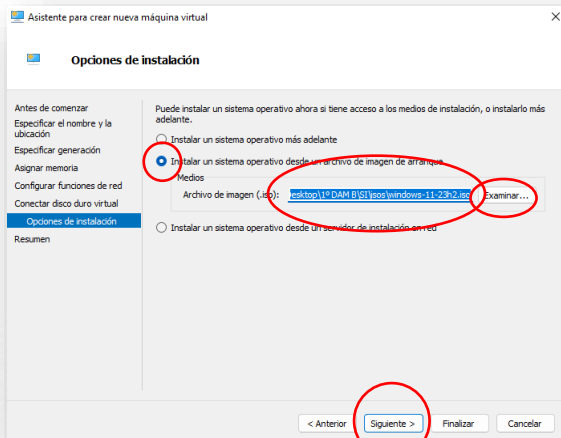 Asistente para crear nueva máquina virtual
Opciones de instalación
Antes de comenzar
Especificar el nombre y la
ubicación
Especificar generación
Asignar memoria
Configurar funciones de red
Conectar disco duro virtual
Opciones de instalación
Resumen
Puede instalar un sistema operativo ahora si tiene acceso a los medios de instalación, o instalarlo más
adelante.
Instalar un sistema operativo más adelante
Instalar un sistema operativo desde un archivo de imagen de arranque
Medios
Archivo de imagen (.iso): esktop\1º DAM B\SI\isos\windows-11-23h2.iso Examinar...
Instalar un sistema operativo desde un servidor de instalación en red
< Anterior Siguiente > Finalizar Cancelar